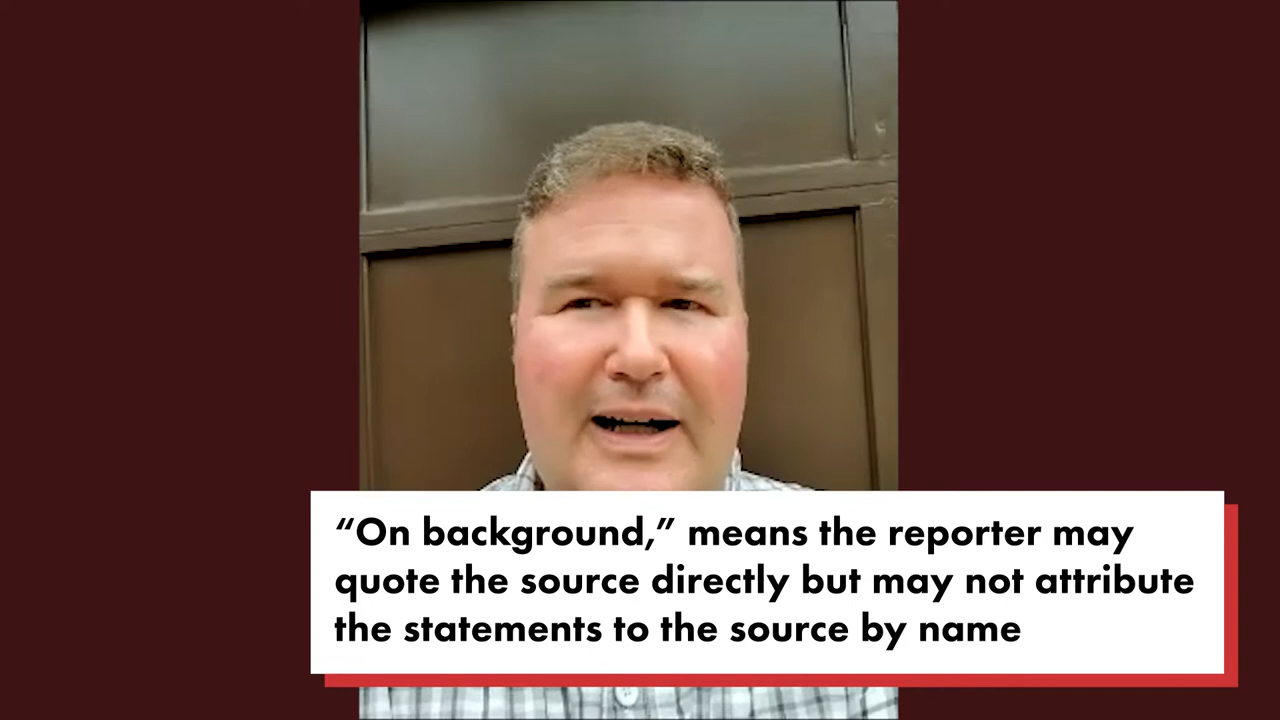 “On background,” means the reporter may
quote the source directly but may not attribute
the statements to the source by name